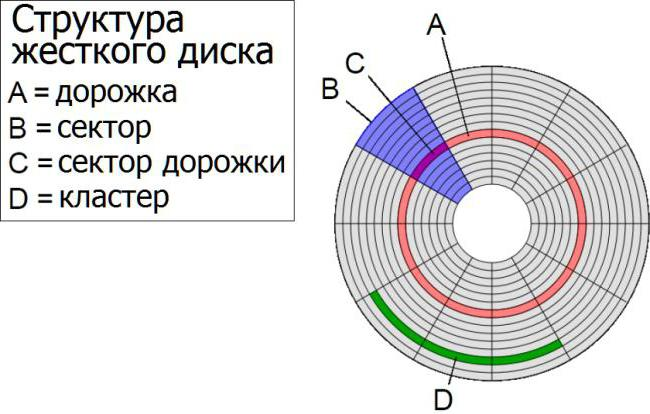 Структура
жесткого диска
A = дорожка
B = сектор
C = сектор дорожки
D = кластер
A
C
B
D